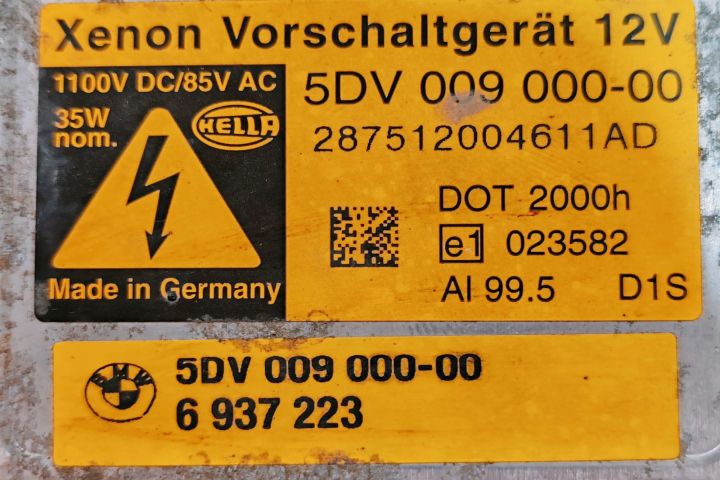 Xenon Vorschaltgerät 12V
1100V DC/85V AC
35W
nom.
HELLA
5DV 009 000-00
287512004611AD
DOT 2000h
e1 023582
Al 99.5 D1S
Made in Germany
BMW
5DV 009 000-00
6 937 223